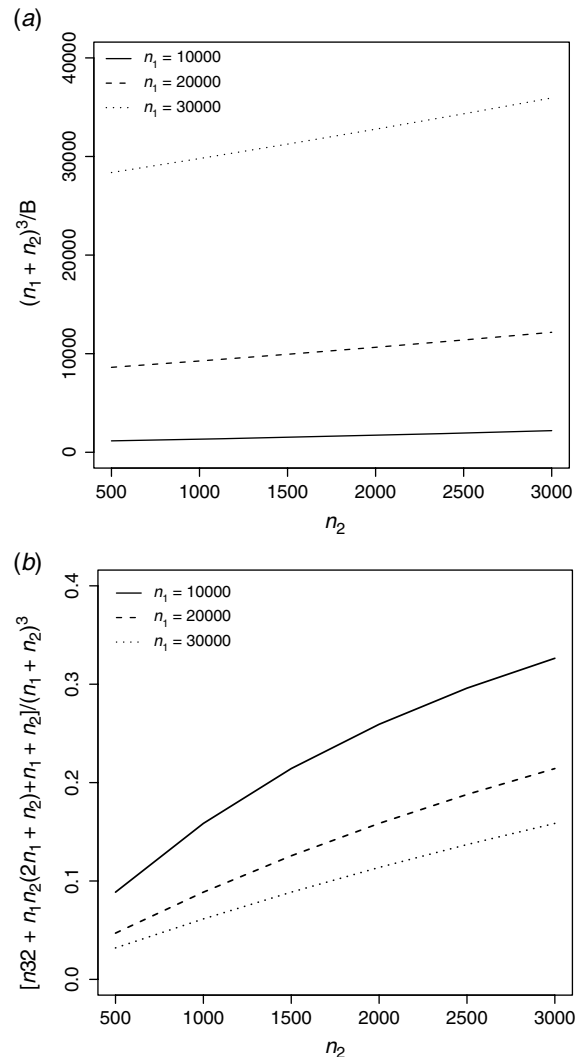 (a)
n₁ = 10000
n₁ = 20000
n₁ = 30000
(n₁ + n₂)³/B
40000
30000
20000
10000
0
500 1000 1500 2000 2500 3000
n₂
(b)
n₁ = 10000
n₁ = 20000
n₁ = 30000
[n32 + n₁n₂(2n₁ + n₂)+n₁ + n₂]/(n₁ + n₂)³
0.4
0.3
0.2
0.1
0.0
500 1000 1500 2000 2500 3000
n₂